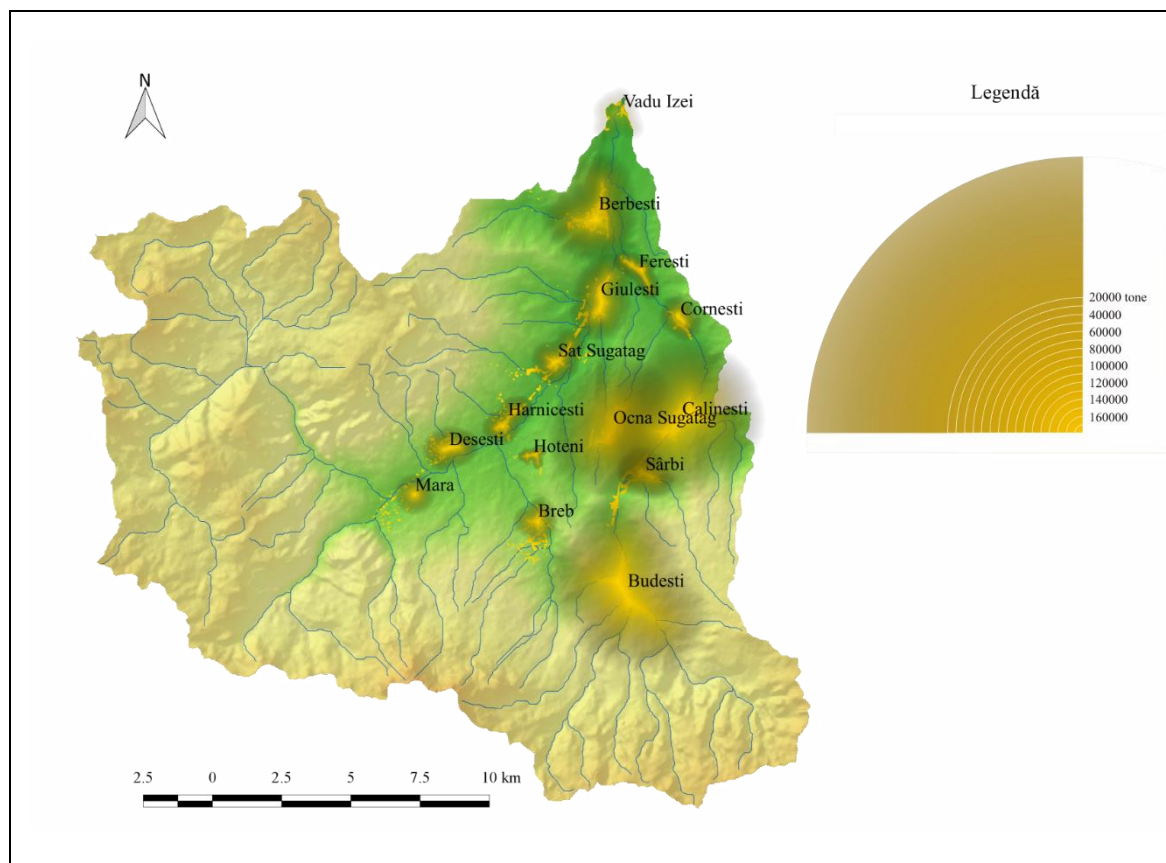 N
Vadu Izei
Legendă
Berbesti
Feresti
Giulesti
Cornesti
Sat Sugatag
Harnicesti
Ocna Sugatag
Calinesti
Desesti
Hoteni
Sârbi
Mara
Breb
Budesti
20000 tone
40000
60000
80000
100000
120000
140000
160000
2.5 0 2.5 5 7.5 10 km